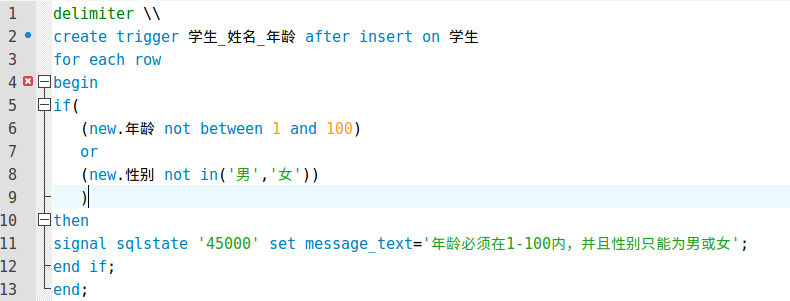 1 delimiter \\
2 create trigger 学生_姓名_年龄 after insert on 学生
3 for each row
4 begin
5 if(
6 (new.年龄 not between 1 and 100)
7 or
8 (new.性别 not in('男','女'))
9 )
10 then
11 signal sqlstate '45000' set message_text='年龄必须在1-100内，并且性别只能为男或女';
12 end if;
13 end;